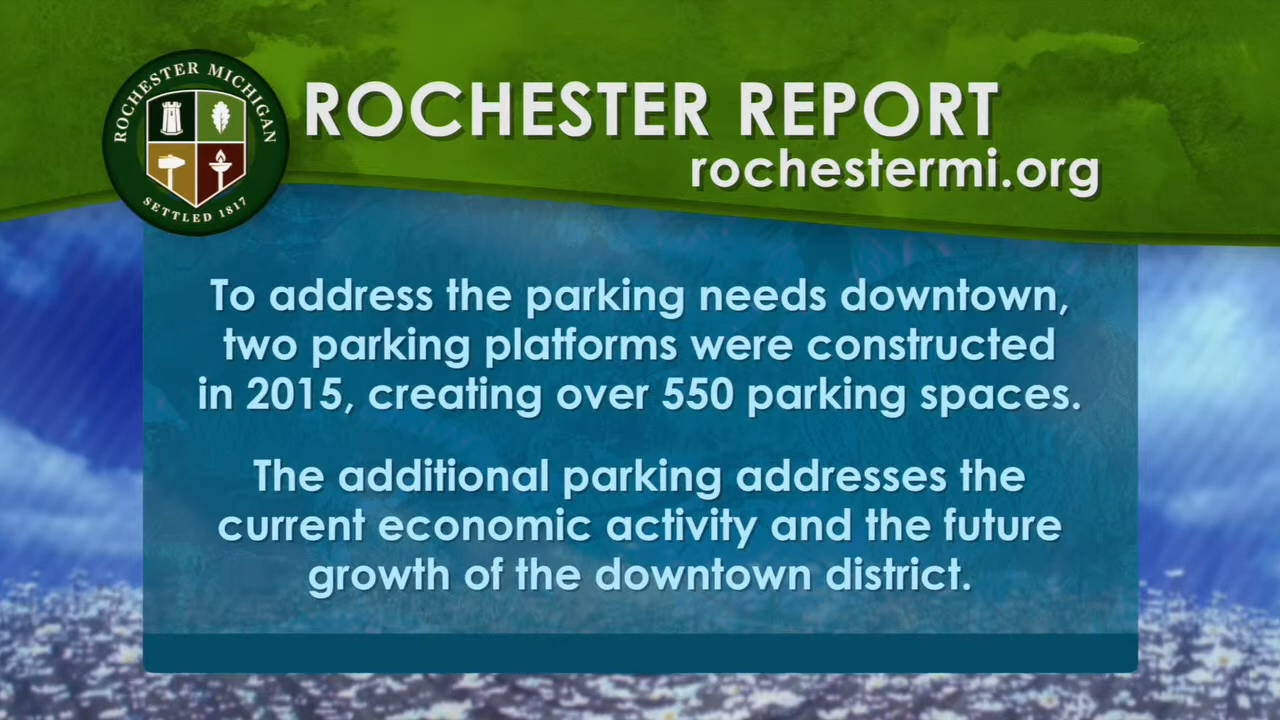 ROCHESTER MICHIGAN
SETTLED 1817
ROCHESTER REPORT
rochestermi.org
To address the parking needs downtown,
two parking platforms were constructed
in 2015, creating over 550 parking spaces.
The additional parking addresses the
current economic activity and the future
growth of the downtown district.